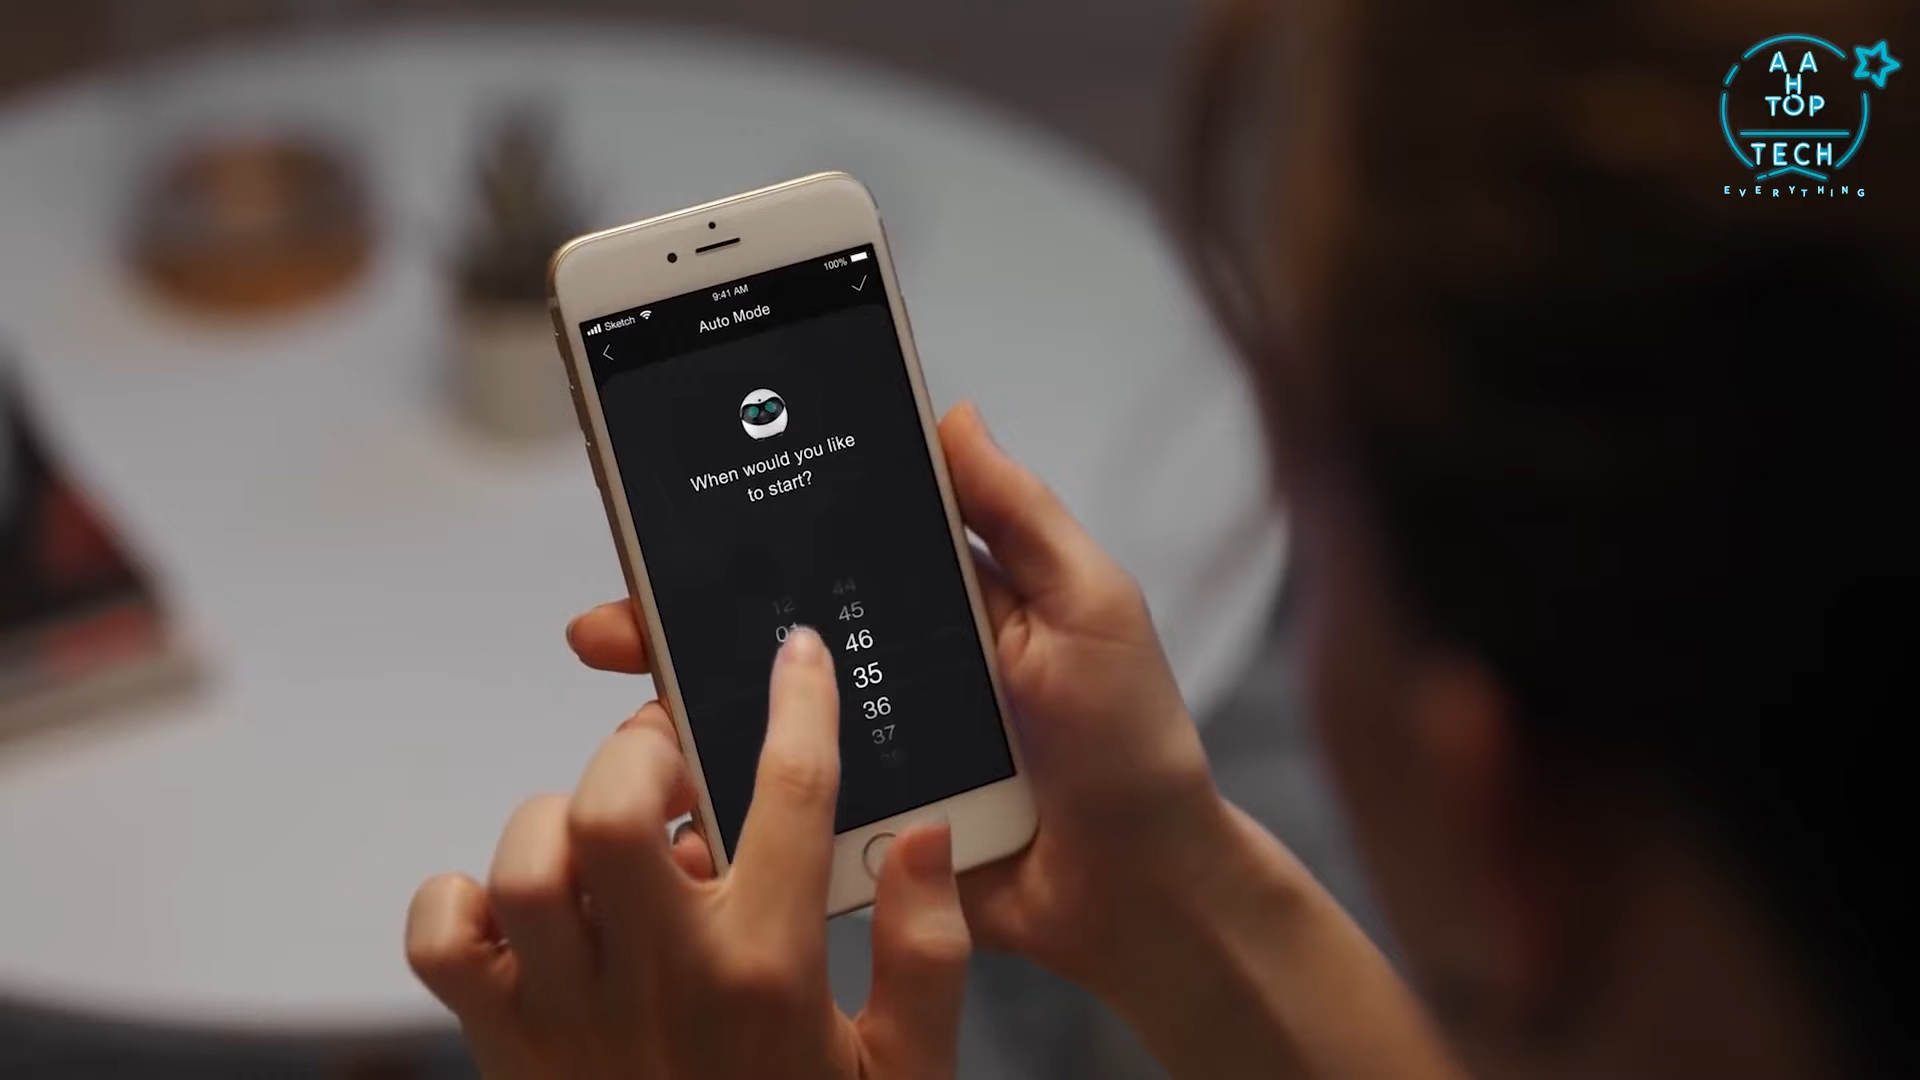 A A
H
TOP
TECH
EVERYTHING
100%
9:41 AM
Sketch
Auto Mode
When would you like
to start?
12
44
45
46
35
36
37